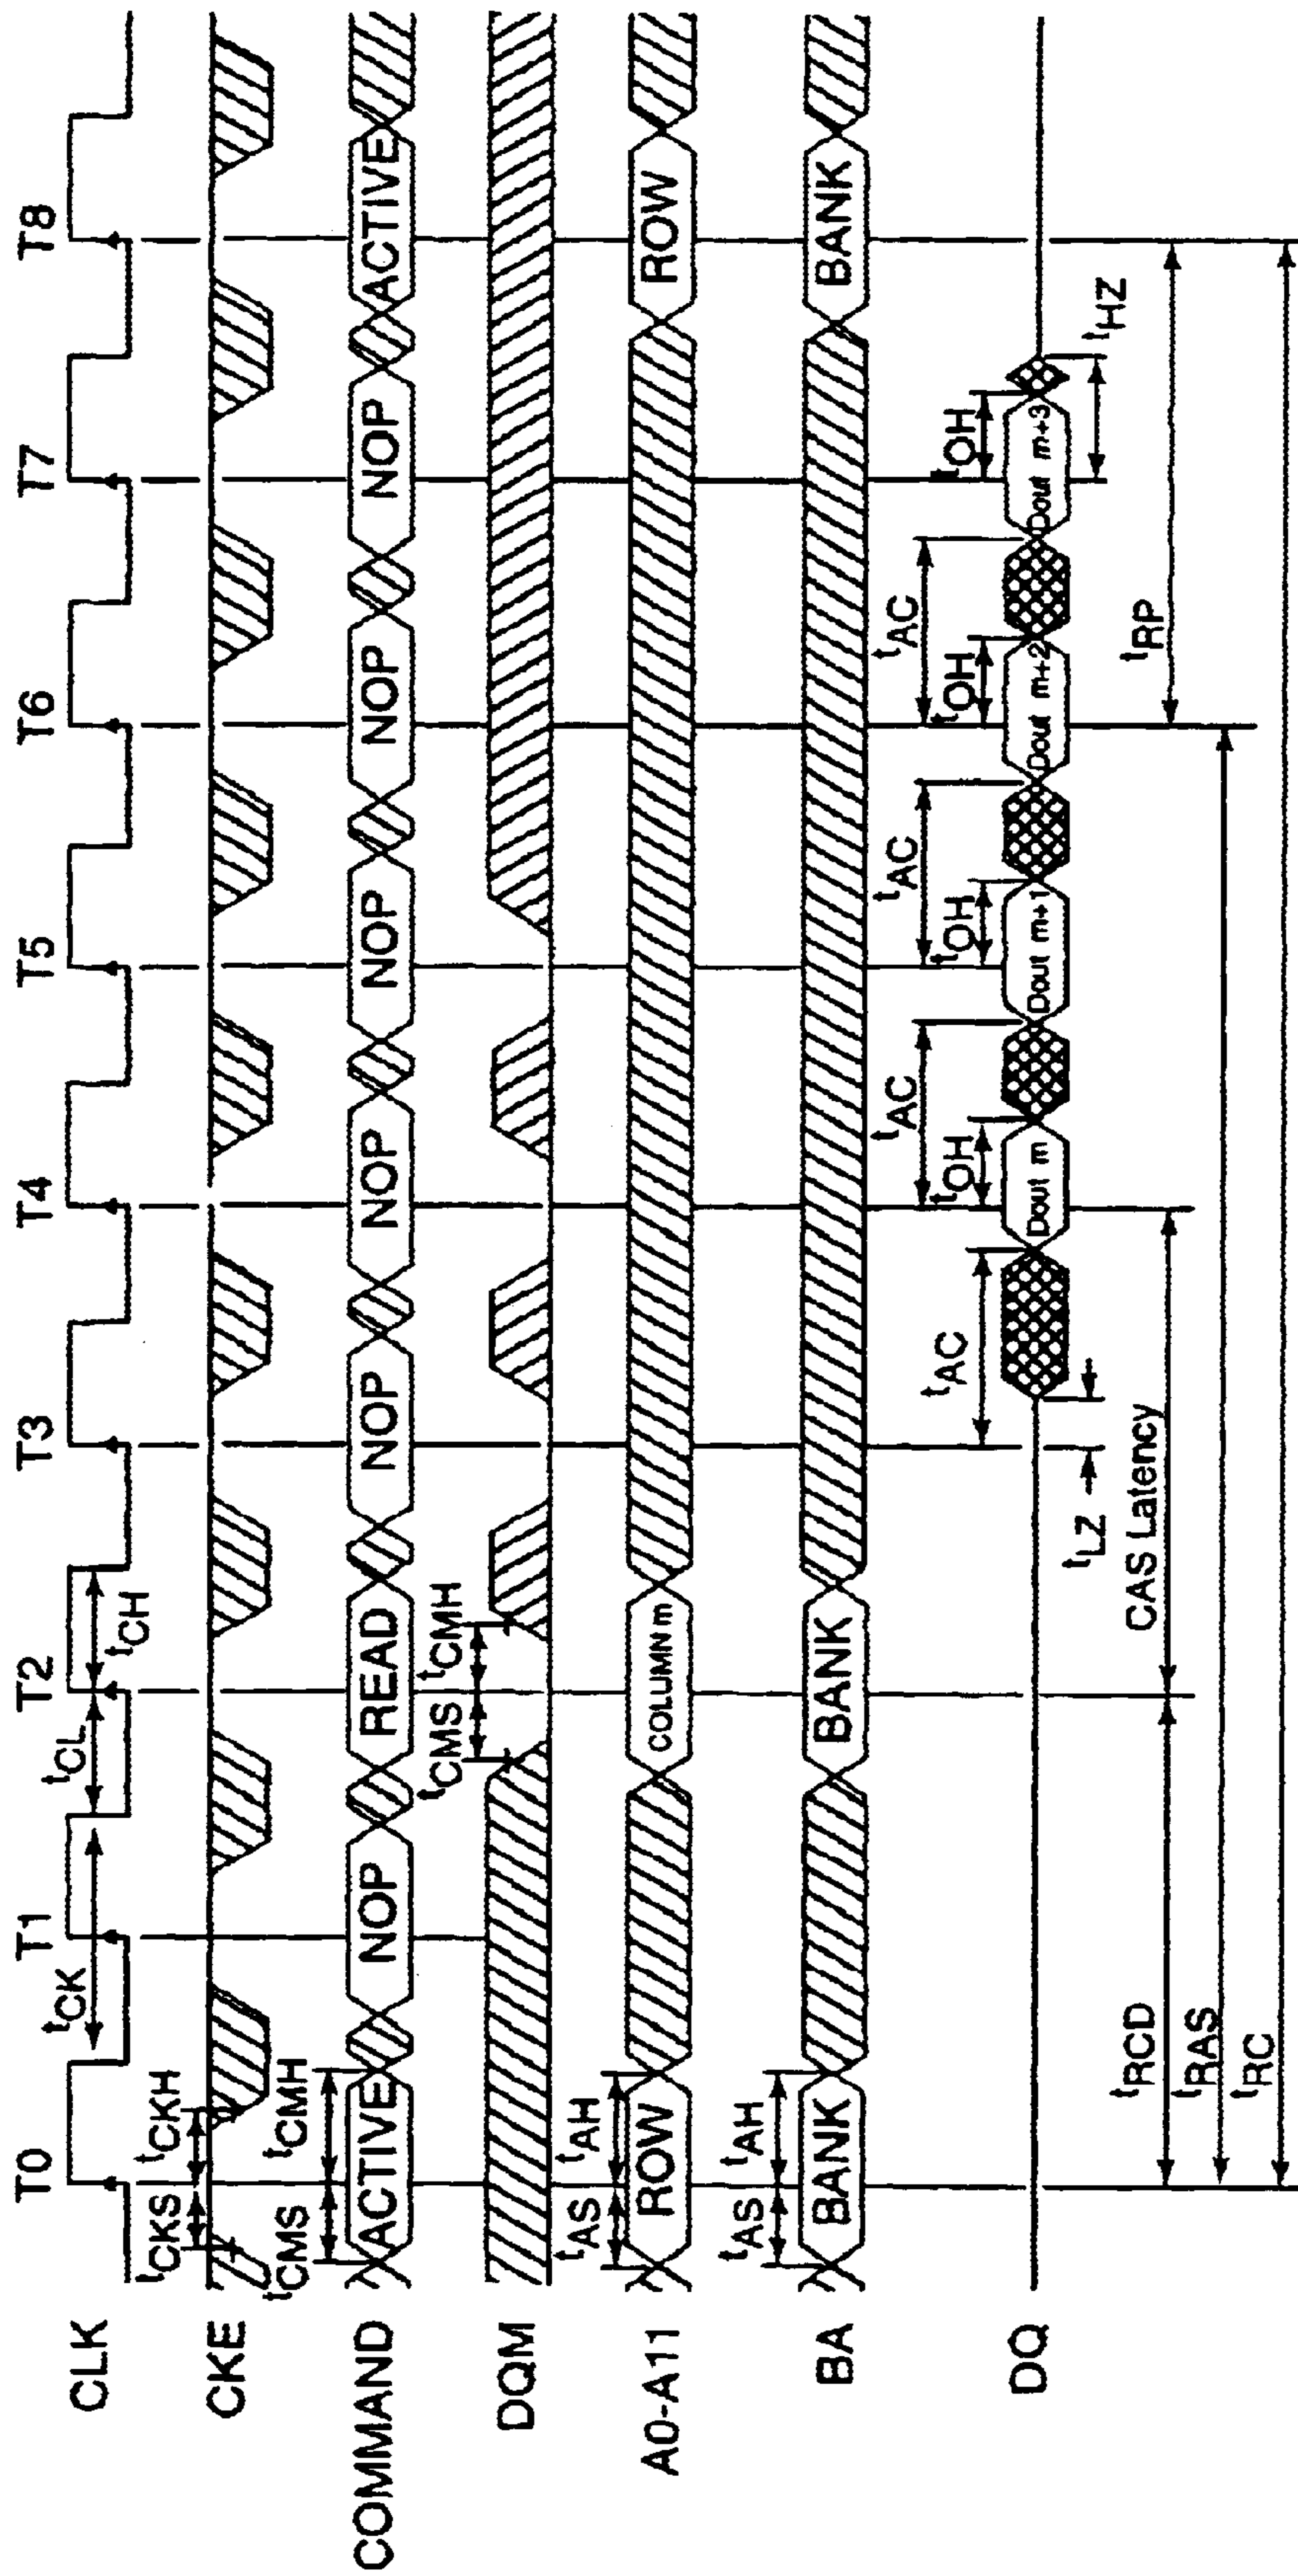 T0 T1 T2 T3 T4 T5 T6 T7 T8
CLK tCK tCL tCH
tCKS tCKH
CKE
tCMS tCMH
COMMAND ACTIVE NOP READ NOP NOP NOP NOP NOP ACTIVE
tCMS tCMH
DQM
tAS tAH
A0-A11 ROW COLUMN m ROW
tAS tAH
BA BANK BANK BANK
tAC tAC tAC
tAC tOH tOH tOH tOH
DQ Dout m Dout m+1 Dout m+2 Dout m+3
tLZ tHZ
tRCD CAS Latency tRP
tRAS
tRC